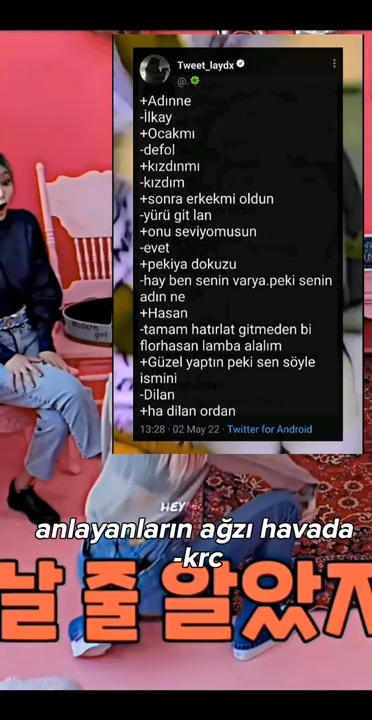 Tweet_laydx
@.
+Adınne
-İlkay
+Ocakmı
-defol
+kızdınmı
-kızdım
+sonra erkekmi oldun
-yürü git lan
+onu seviyomusun
-evet
+pekiya dokuzu
-hay ben senin varya.peki senin
adın ne
+Hasan
-tamam hatırlat gitmeden bi
florhasan lamba alalım
+Güzel yaptın peki sen söyle
ismini
-Dilan
+ha dilan ordan
13:28 · 02 May 22 · Twitter for Android
modern
girl
HEY
anlayanların ağzı havada
-krc
날 줄 알았지